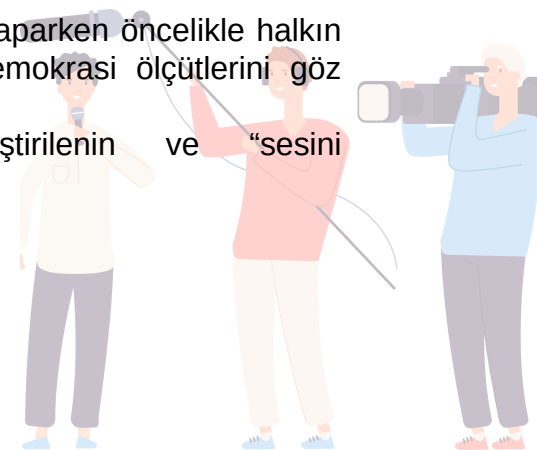 aparken öncelikle halkın
emokrasi ölçütlerini göz
ştirilenin ve “sesini